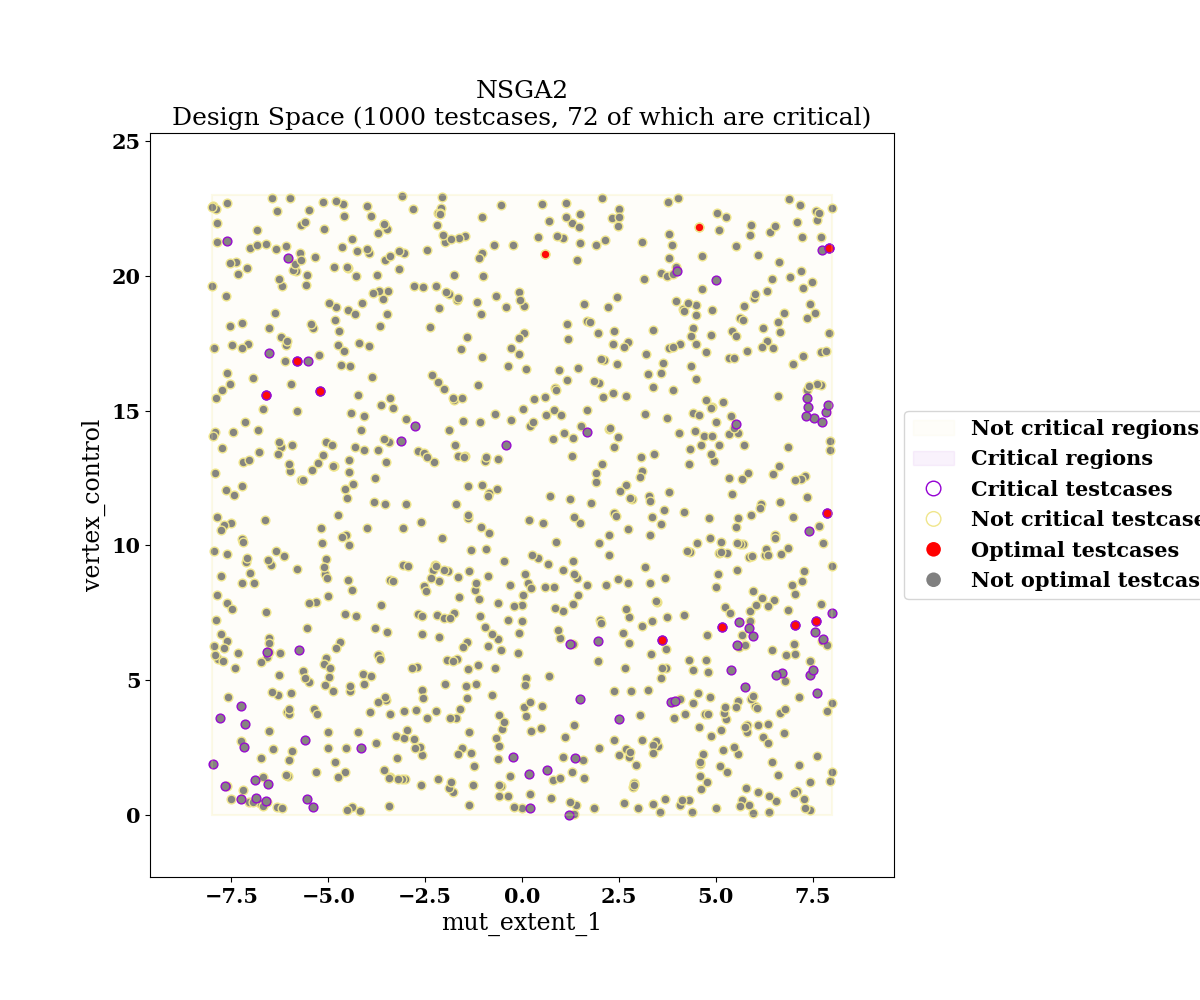 NSGA2
Design Space (1000 testcases, 72 of which are critical)
25
20
15
10
5
0
vertex_control
−7.5 −5.0 −2.5 0.0 2.5 5.0 7.5
mut_extent_1
Not critical regions
Critical regions
Critical testcases
Not critical testcase
Optimal testcases
Not optimal testcas